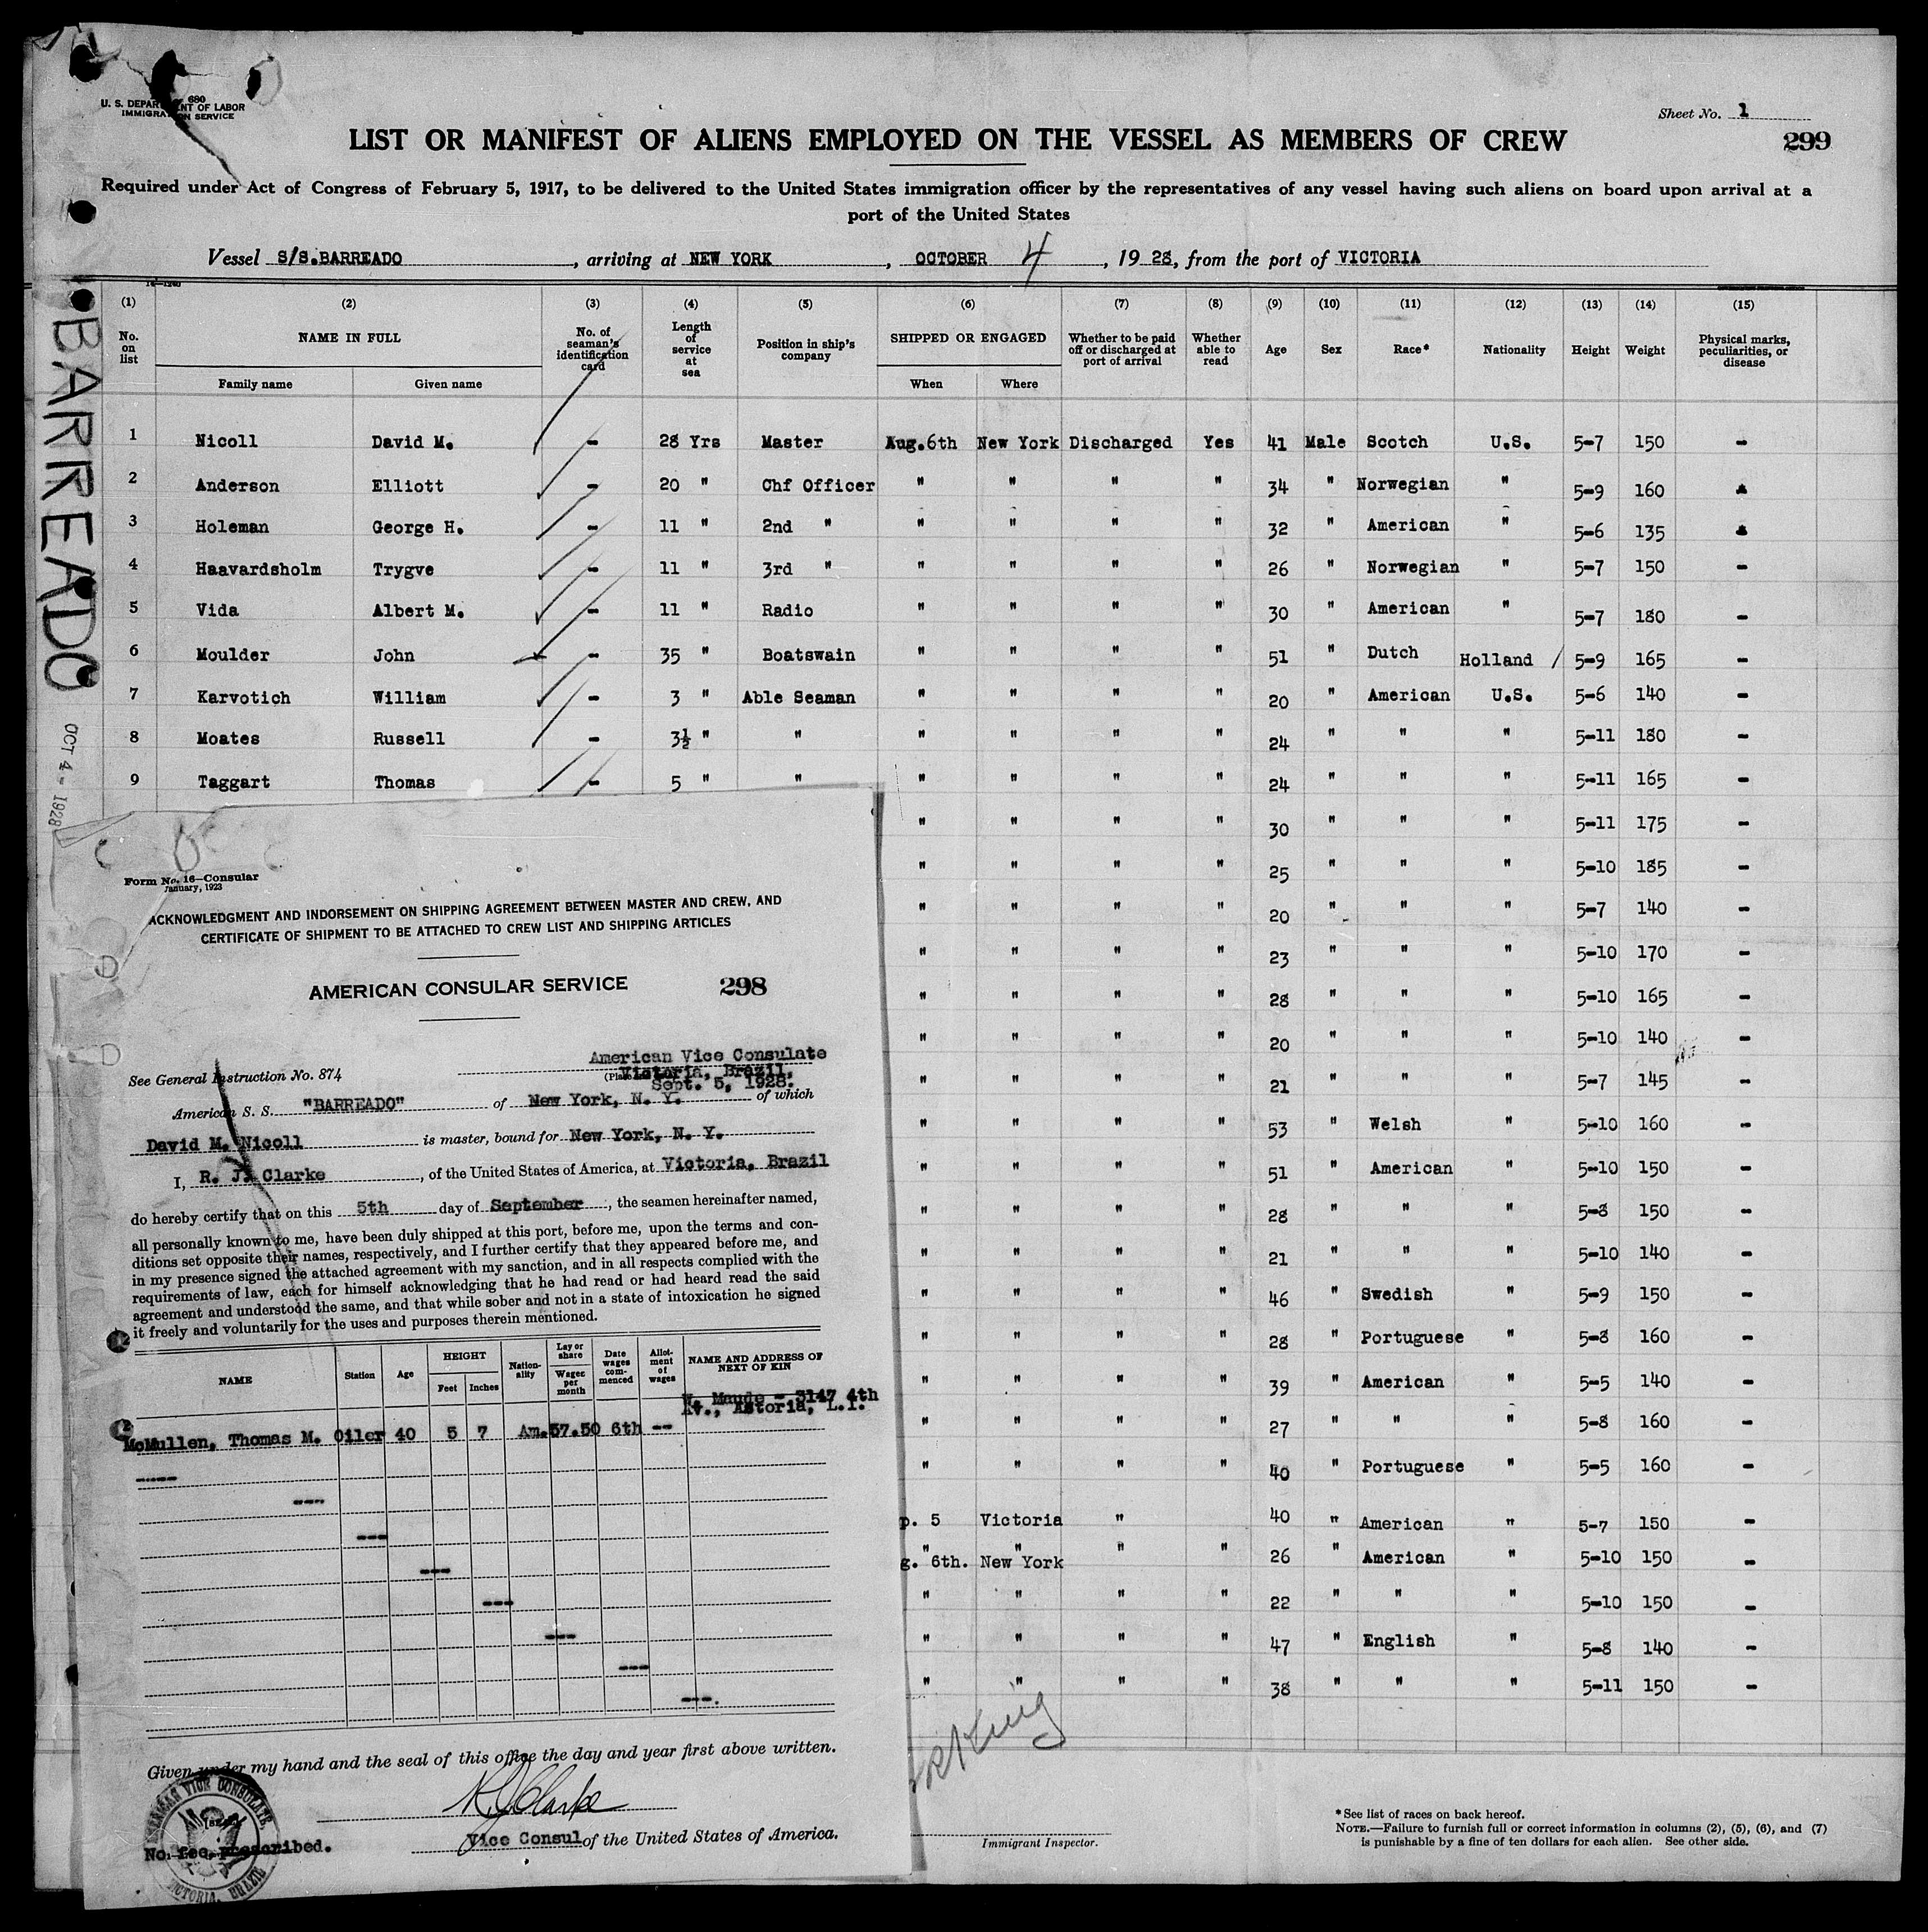 680
U. S. DEPARTMENT OF LABOR
IMMIGRATION SERVICE
Sheet No. 1
299
LIST OR MANIFEST OF ALIENS EMPLOYED ON THE VESSEL AS MEMBERS OF CREW
Required under Act of Congress of February 5, 1917, to be delivered to the United States immigration officer by the representatives of any vessel having such aliens on board upon arrival at a
port of the United States
Vessel S/S.BARREADO, arriving at NEW YORK, OCTOBER 4, 1928, from the port of VICTORIA
(1) (2) (3) (4) (5) (6) (7) (8) (9) (10) (11) (12) (13) (14) (15)
No. on list NAME IN FULL No. of seaman's identification card Length of service at sea Position in ship's company SHIPPED OR ENGAGED Whether to be paid off or discharged at port of arrival Whether able to read Age Sex Race* Nationality Height Weight Physical marks, peculiarities, or disease
Family name Given name When Where
1 Nicoll David M. - 28 Yrs Master Aug.6th New York Discharged Yes 41 Male Scotch U.S. 5-7 150 -
2 Anderson Elliott - 20 " Chf Officer " " " " 34 " Norwegian " 5-9 160
3 Holeman George H. - 11 " 2nd " " " " " 32 " American " 5-6 135
4 Haavardsholm Trygve - 11 " 3rd " " " " " 26 " Norwegian " 5-7 150 -
5 Vida Albert M. - 11 " Radio " " " " 30 " American " 5-7 180 -
6 Moulder John - 35 " Boatswain " " " " 51 " Dutch Holland / 5-9 165 -
7 Karvotich William - 3 " Able Seaman " " " " 20 " American U.S. 5-6 140 -
8 Moates Russell - 3½ " " " " " " 24 " " " 5-11 180 -
9 Taggart Thomas - 5 " " " " " " 24 " " " 5-11 165 -
" " " " 30 " " " 5-11 175 -
" " " " 25 " " " 5-10 185 -
" " " " 20 " " " 5-7 140 -
" " " " 23 " " " 5-10 170 -
" " " " 28 " " " 5-10 165 -
" " " " 20 " " " 5-10 140 -
" " " " 21 " " " 5-7 145 -
" " " " 53 " Welsh " 5-10 160 -
" " " " 51 " American " 5-10 150 -
" " " " 28 " " " 5-8 150 -
" " " " 21 " " " 5-10 140 -
" " " " 46 " Swedish " 5-9 150 -
" " " " 28 " Portuguese " 5-8 160 -
" " " " 39 " American " 5-5 140 -
" " " " 27 " " " 5-8 160 -
" " " " 40 " Portuguese " 5-5 160 -
p. 5 Victoria " 40 " American " 5-7 150 -
g. 6th. New York " " 26 " American " 5-10 150 -
" " " " 22 " " " 5-10 150 -
" " " " 47 " English " 5-8 140 -
" " " " 38 " " " 5-11 150 -
Immigrant Inspector.
* See list of races on back hereof.
NOTE.—Failure to furnish full or correct information in columns (2), (5), (6), and (7)
is punishable by a fine of ten dollars for each alien. See other side.
BARREADO
OCT 4 - 1928
Form No. 16—Consular
January, 1923
ACKNOWLEDGMENT AND INDORSEMENT ON SHIPPING AGREEMENT BETWEEN MASTER AND CREW, AND
CERTIFICATE OF SHIPMENT TO BE ATTACHED TO CREW LIST AND SHIPPING ARTICLES
AMERICAN CONSULAR SERVICE
298
American Vice Consulate
Victoria, Brazil,
See General Instruction No. 874
Sept. 5, 1928.
American S. S. "BARREADO" of New York, N. Y. of which
David M. Nicoll is master, bound for New York, N. Y.
I, R. J. Clarke, of the United States of America, at Victoria, Brazil
do hereby certify that on this 5th day of September, the seamen hereinafter named,
all personally known to me, have been duly shipped at this port, before me, upon the terms and con-
ditions set opposite their names, respectively, and I further certify that they appeared before me, and
in my presence signed the attached agreement with my sanction, and in all respects complied with the
requirements of law, each for himself acknowledging that he had read or had heard read the said
agreement and understood the same, and that while sober and not in a state of intoxication he signed
it freely and voluntarily for the uses and purposes therein mentioned.
NAME Station Age HEIGHT Nation-ality Lay or share Wages per month Date wages com-menced Allot-ment of wages NAME AND ADDRESS OF NEXT OF KIN
Feet Inches
Maude - 3147 4th
Av., Astoria, L.I.
McMullen, Thomas M. Oiler 40 5 7 Am. 57.50 6th --
Given under my hand and the seal of this office the day and year first above written.
R J Clarke
Vice Consul of the United States of America.
No fee prescribed.
AMERICAN VICE CONSULATE
VICTORIA, BRAZIL